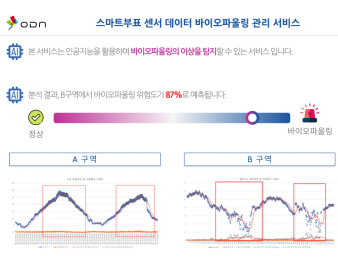 ODN
스마트부표 센서 데이터 바이오파울링 관리 서비스
AI 본 서비스는 인공지능을 활용하여 바이오파울링의 이상을 탐지할 수 있는 서비스 입니다.
AI 분석 결과, B구역에서 바이오파울링 위험도가 87%로 예측됩니다.
정상
바이오파울링
A 구역
B 구역